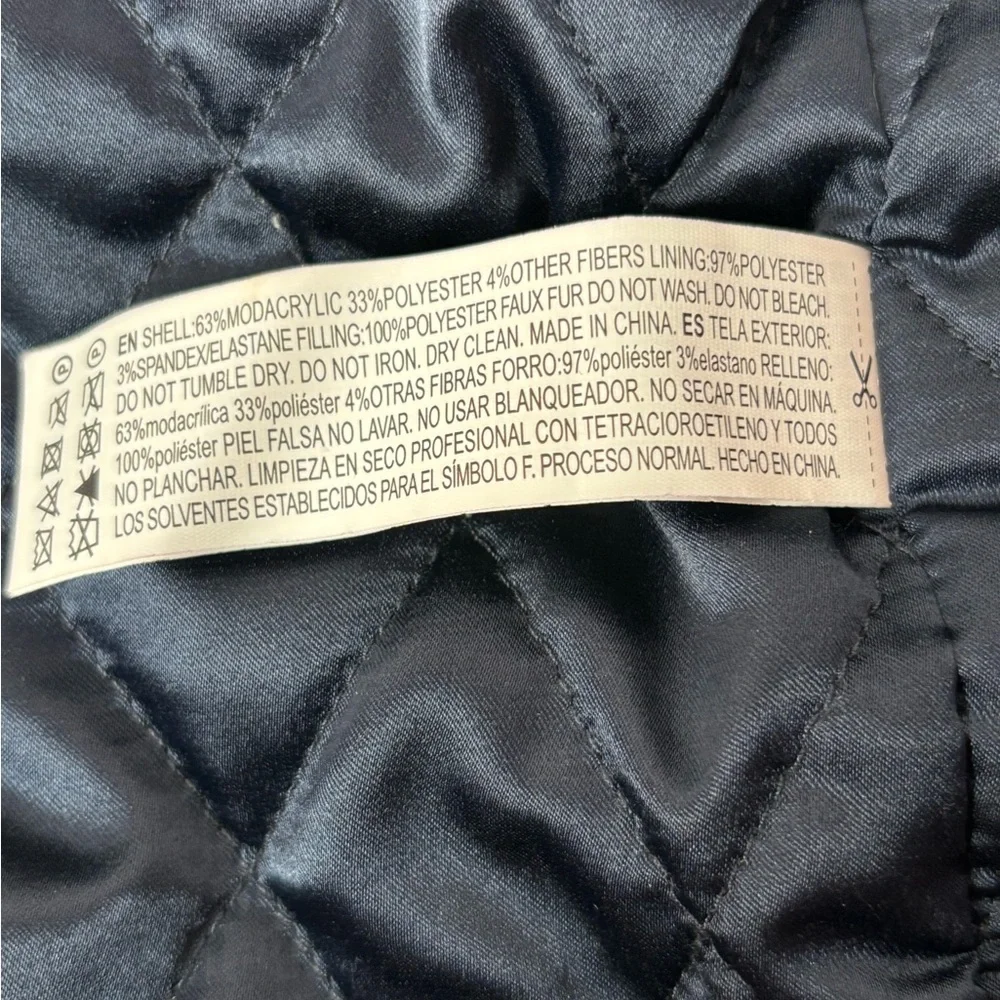 EN SHELL:63%MODACRYLIC 33%POLYESTER 4%OTHER FIBERS LINING:97%POLYESTER
3%SPANDEX/ELASTANE FILLING:100%POLYESTER FAUX FUR DO NOT WASH. DO NOT BLEACH.
DO NOT TUMBLE DRY. DO NOT IRON. DRY CLEAN. MADE IN CHINA. ES TELA EXTERIOR:
63%modacrílica 33%poliéster 4%OTRAS FIBRAS FORRO:97%poliéster 3%elastano RELLENO:
100%poliéster PIEL FALSA NO LAVAR. NO USAR BLANQUEADOR. NO SECAR EN MÁQUINA.
NO PLANCHAR. LIMPIEZA EN SECO PROFESIONAL CON TETRACIOROETILENO Y TODOS
LOS SOLVENTES ESTABLECIDOS PARA EL SÍMBOLO F. PROCESO NORMAL. HECHO EN CHINA.
P
P